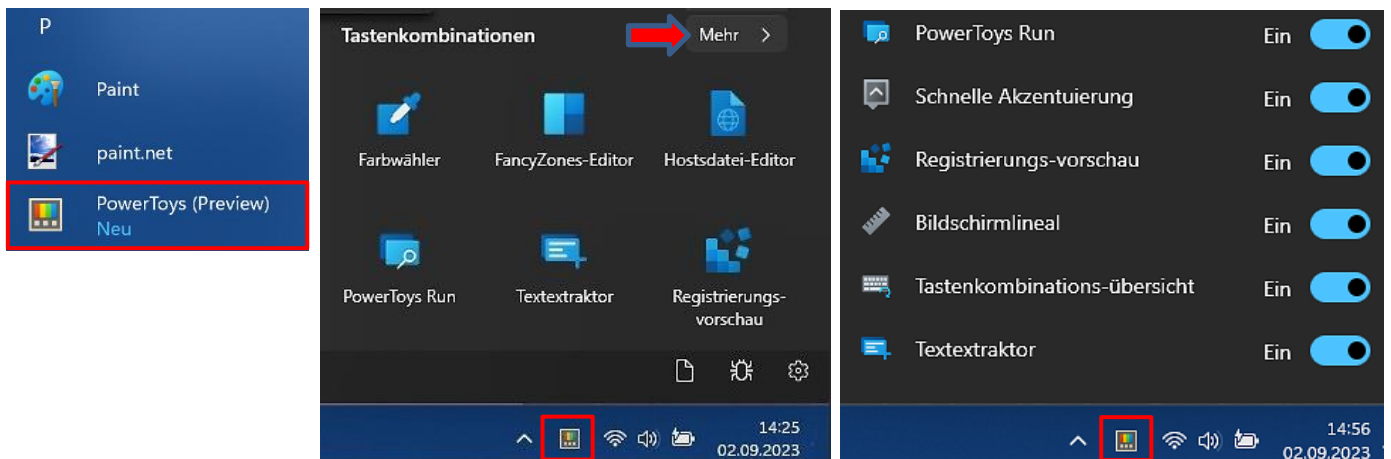 P
Paint
paint.net
PowerToys (Preview)
Neu
Tastenkombinationen
Mehr
Farbwähler
FancyZones-Editor
Hostsdatei-Editor
PowerToys Run
Textextraktor
Registrierungs-
vorschau
14:25
02.09.2023
PowerToys Run Ein
Schnelle Akzentuierung Ein
Registrierungs-vorschau Ein
Bildschirmlineal Ein
Tastenkombinations-übersicht Ein
Textextraktor Ein
14:56
02.09.2023